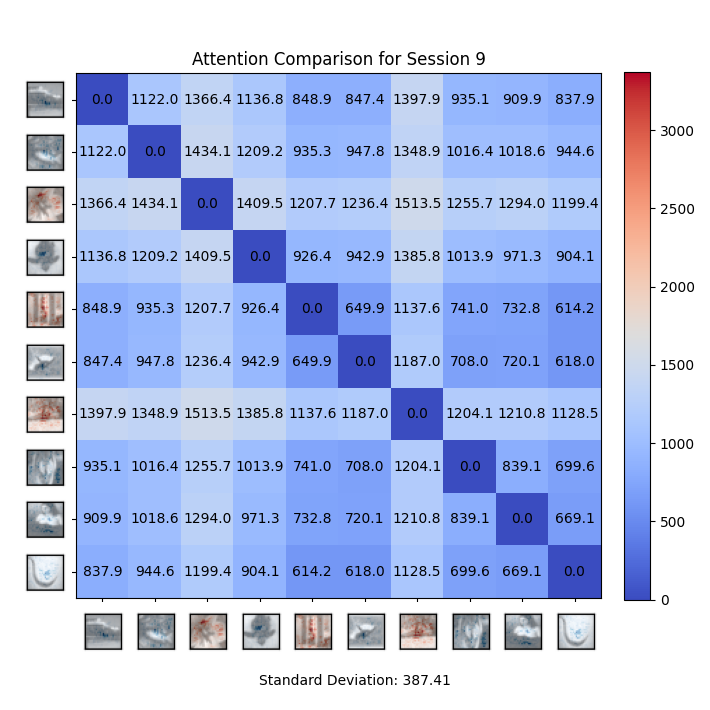 Attention Comparison for Session 9
0.0 1122.0 1366.4 1136.8 848.9 847.4 1397.9 935.1 909.9 837.9
1122.0 0.0 1434.1 1209.2 935.3 947.8 1348.9 1016.4 1018.6 944.6
1366.4 1434.1 0.0 1409.5 1207.7 1236.4 1513.5 1255.7 1294.0 1199.4
1136.8 1209.2 1409.5 0.0 926.4 942.9 1385.8 1013.9 971.3 904.1
848.9 935.3 1207.7 926.4 0.0 649.9 1137.6 741.0 732.8 614.2
847.4 947.8 1236.4 942.9 649.9 0.0 1187.0 708.0 720.1 618.0
1397.9 1348.9 1513.5 1385.8 1137.6 1187.0 0.0 1204.1 1210.8 1128.5
935.1 1016.4 1255.7 1013.9 741.0 708.0 1204.1 0.0 839.1 699.6
909.9 1018.6 1294.0 971.3 732.8 720.1 1210.8 839.1 0.0 669.1
837.9 944.6 1199.4 904.1 614.2 618.0 1128.5 699.6 669.1 0.0
3000
2500
2000
1500
1000
500
0
Standard Deviation: 387.41